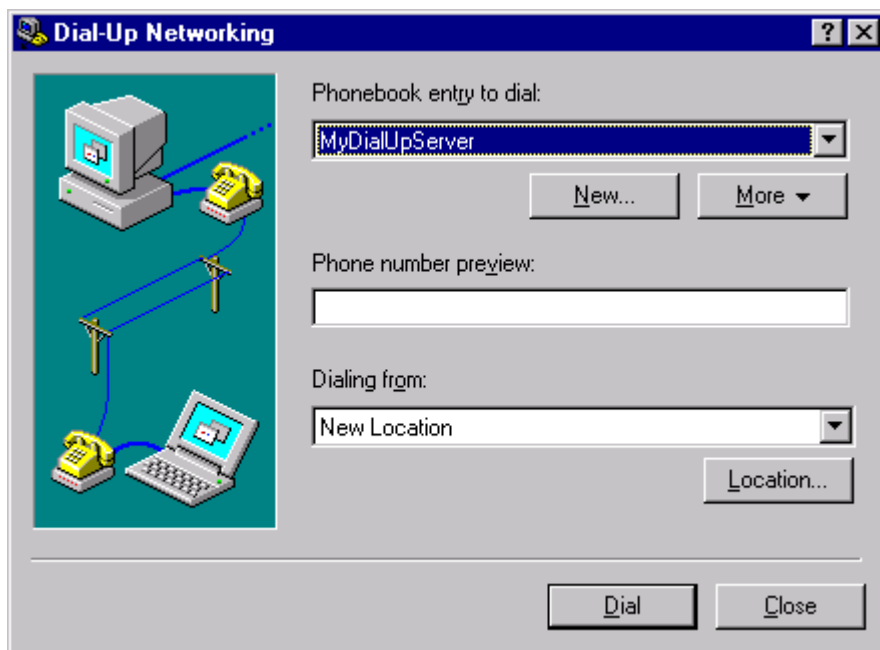 Dial-Up Networking
Phonebook entry to dial:
MyDialUpServer
New... More
Phone number preview:
Dialing from:
New Location
Location...
Dial Close